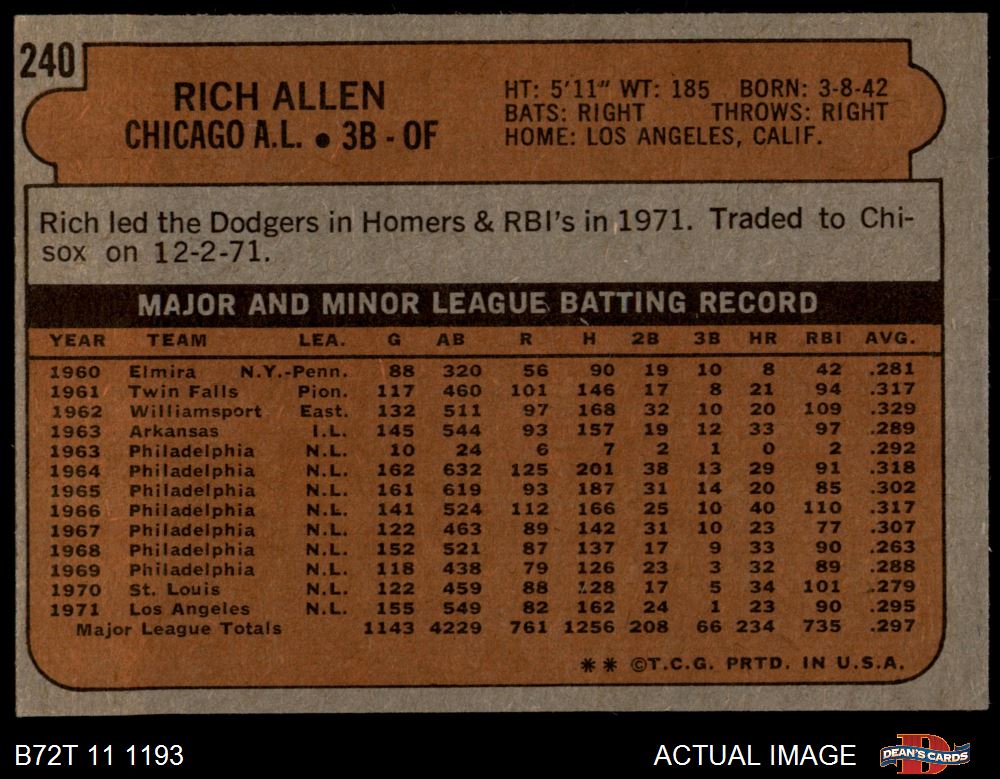 240
RICH ALLEN
CHICAGO A.L. • 3B - OF
HT: 5'11" WT: 185 BORN: 3-8-42
BATS: RIGHT THROWS: RIGHT
HOME: LOS ANGELES, CALIF.
Rich led the Dodgers in Homers & RBI's in 1971. Traded to Chi-
sox on 12-2-71.
MAJOR AND MINOR LEAGUE BATTING RECORD
YEAR TEAM LEA. G AB R H 2B 3B HR RBI AVG.
1960 Elmira N.Y.-Penn. 88 320 56 90 19 10 8 42 .281
1961 Twin Falls Pion. 117 460 101 146 17 8 21 94 .317
1962 Williamsport East. 132 511 97 168 32 10 20 109 .329
1963 Arkansas I.L. 145 544 93 157 19 12 33 97 .289
1963 Philadelphia N.L. 10 24 6 7 2 1 0 2 .292
1964 Philadelphia N.L. 162 632 125 201 38 13 29 91 .318
1965 Philadelphia N.L. 161 619 93 187 31 14 20 85 .302
1966 Philadelphia N.L. 141 524 112 166 25 10 40 110 .317
1967 Philadelphia N.L. 122 463 89 142 31 10 23 77 .307
1968 Philadelphia N.L. 152 521 87 137 17 9 33 90 .263
1969 Philadelphia N.L. 118 438 79 126 23 3 32 89 .288
1970 St. Louis N.L. 122 459 88 128 17 5 34 101 .279
1971 Los Angeles N.L. 155 549 82 162 24 1 23 90 .295
Major League Totals 1143 4229 761 1256 208 66 234 735 .297
** ©T.C.G. PRTD. IN U.S.A.
B72T 11 1193
ACTUAL IMAGE
DEAN'S CARDS